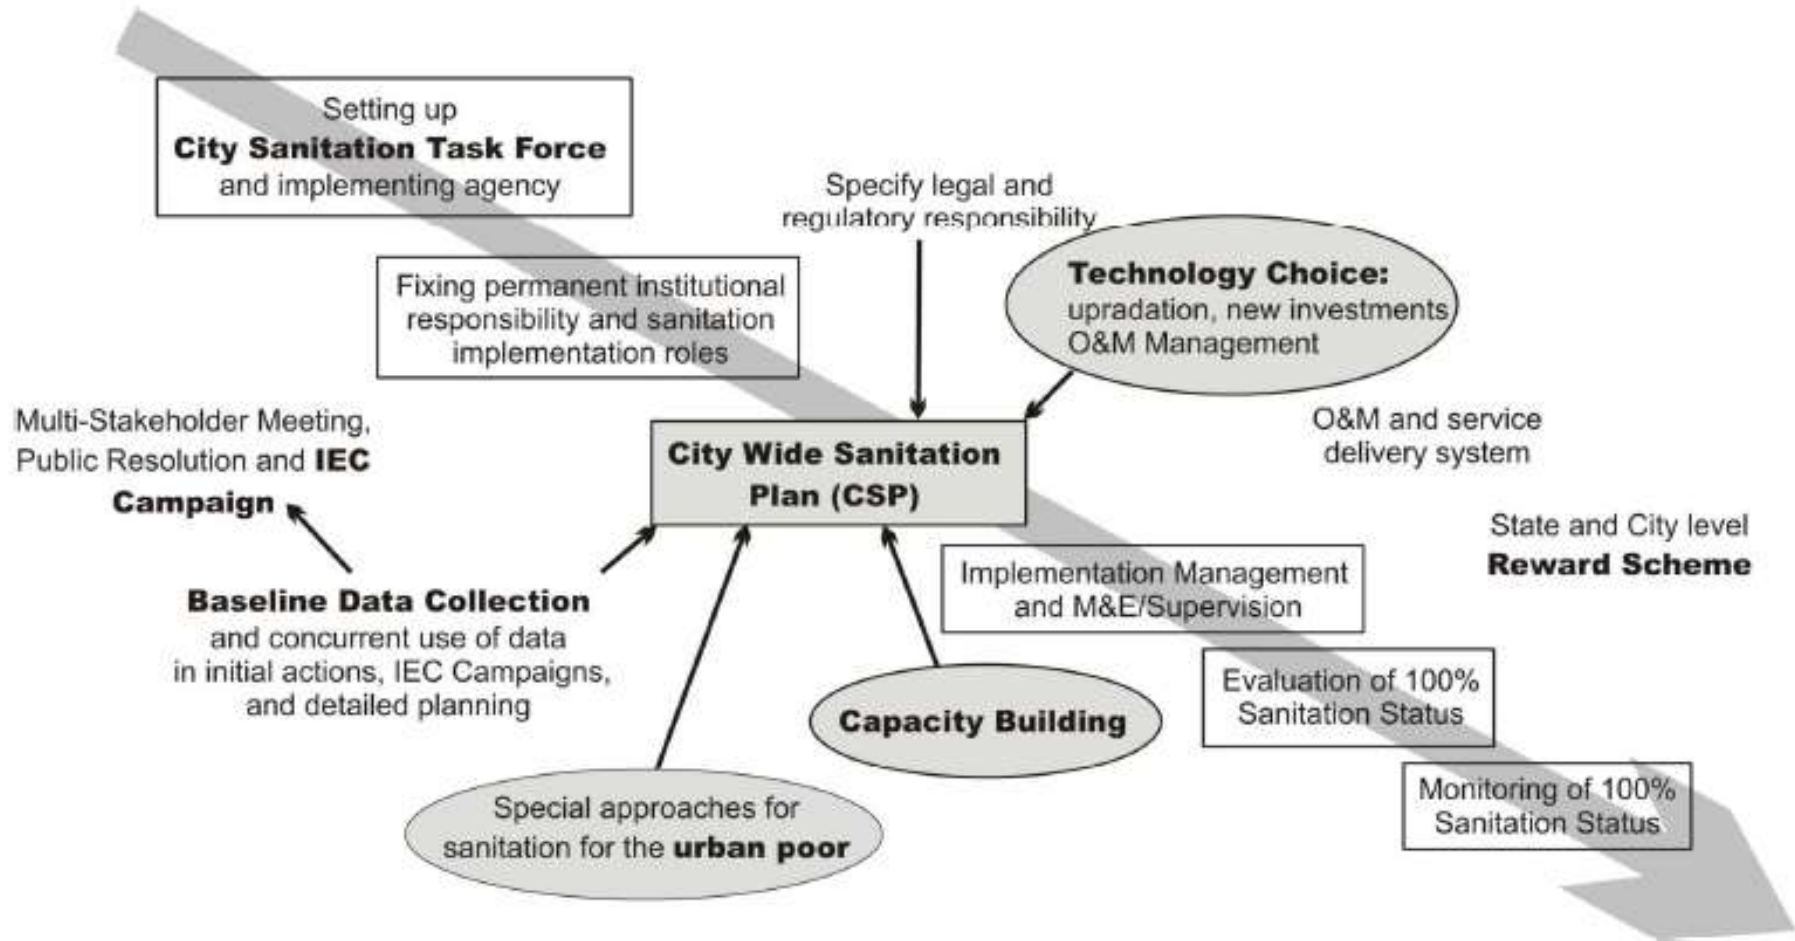 Setting up
City Sanitation Task Force
and implementing agency
Specify legal and
regulatory responsibility
Fixing permanent institutional
responsibility and sanitation
implementation roles
Technology Choice:
upradation, new investments
O&M Management
Multi-Stakeholder Meeting,
Public Resolution and IEC
Campaign
City Wide Sanitation
Plan (CSP)
O&M and service
delivery system
State and City level
Reward Scheme
Baseline Data Collection
and concurrent use of data
in initial actions, IEC Campaigns,
and detailed planning
Implementation Management
and M&E/Supervision
Capacity Building
Evaluation of 100%
Sanitation Status
Special approaches for
sanitation for the urban poor
Monitoring of 100%
Sanitation Status